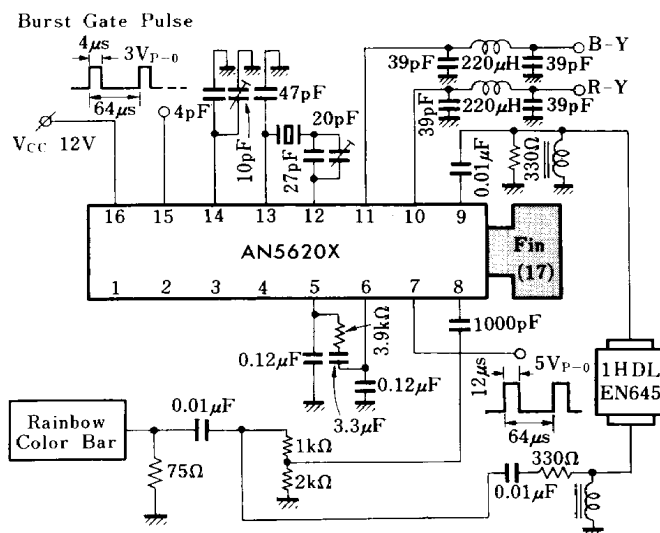 Burst Gate Pulse
4μs
3VP-0
64μs
4pF
VCC 12V
10pF
47pF
27pF
20pF
39pF
220μH
39pF
B-Y
39pF
220μH
39pF
R-Y
0.01μF
330Ω
16 15 14 13 12 11 10 9
AN5620X
Fin
(17)
1 2 3 4 5 6 7 8
0.12μF
3.9kΩ
3.3μF
0.12μF
1000pF
12μs
5VP-0
64μs
1HDL
EN645
Rainbow
Color Bar
0.01μF
75Ω
1kΩ
2kΩ
0.01μF
330Ω